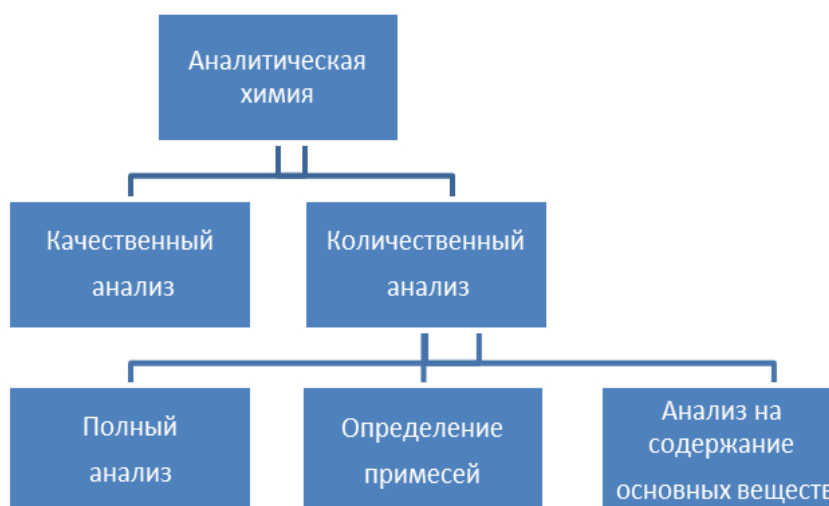 Аналитическая
химия
Качественный
анализ
Количественный
анализ
Полный
анализ
Определение
примесей
Анализ на
содержание
основных веществ